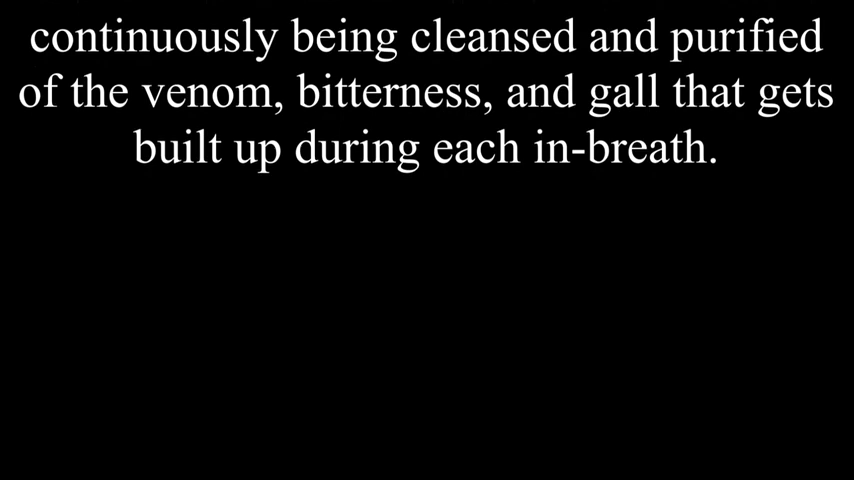 continuously being cleansed and purified
of the venom, bitterness, and gall that gets
built up during each in-breath.